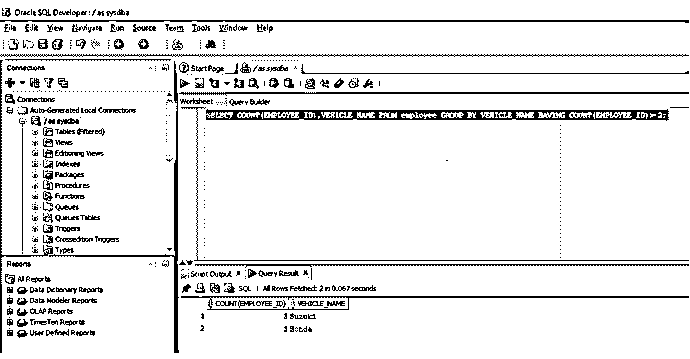 Oracle SQL Developer : / as sysdba
File Edit View Navigate Run Source Team Tools Window Help
Connections
Connections
Auto-Generated Local Connections
/ as sysdba
Tables (Filtered)
Views
Editioning Views
Indexes
Packages
Procedures
Functions
Queues
Queues Tables
Triggers
Crossedition Triggers
Types
Reports
All Reports
Data Dictionary Reports
Data Modeler Reports
OLAP Reports
TimesTen Reports
User Defined Reports
Start Page / as sysdba
Worksheet Query Builder
SELECT COUNT(EMPLOYEE_ID),VEHICLE_NAME FROM employee GROUP BY VEHICLE_NAME HAVING COUNT(EMPLOYEE_ID)>=2;
Script Output Query Result
SQL | All Rows Fetched: 2 in 0.067 seconds
COUNT(EMPLOYEE_ID) VEHICLE_NAME
1 Suzuki
2 Honda